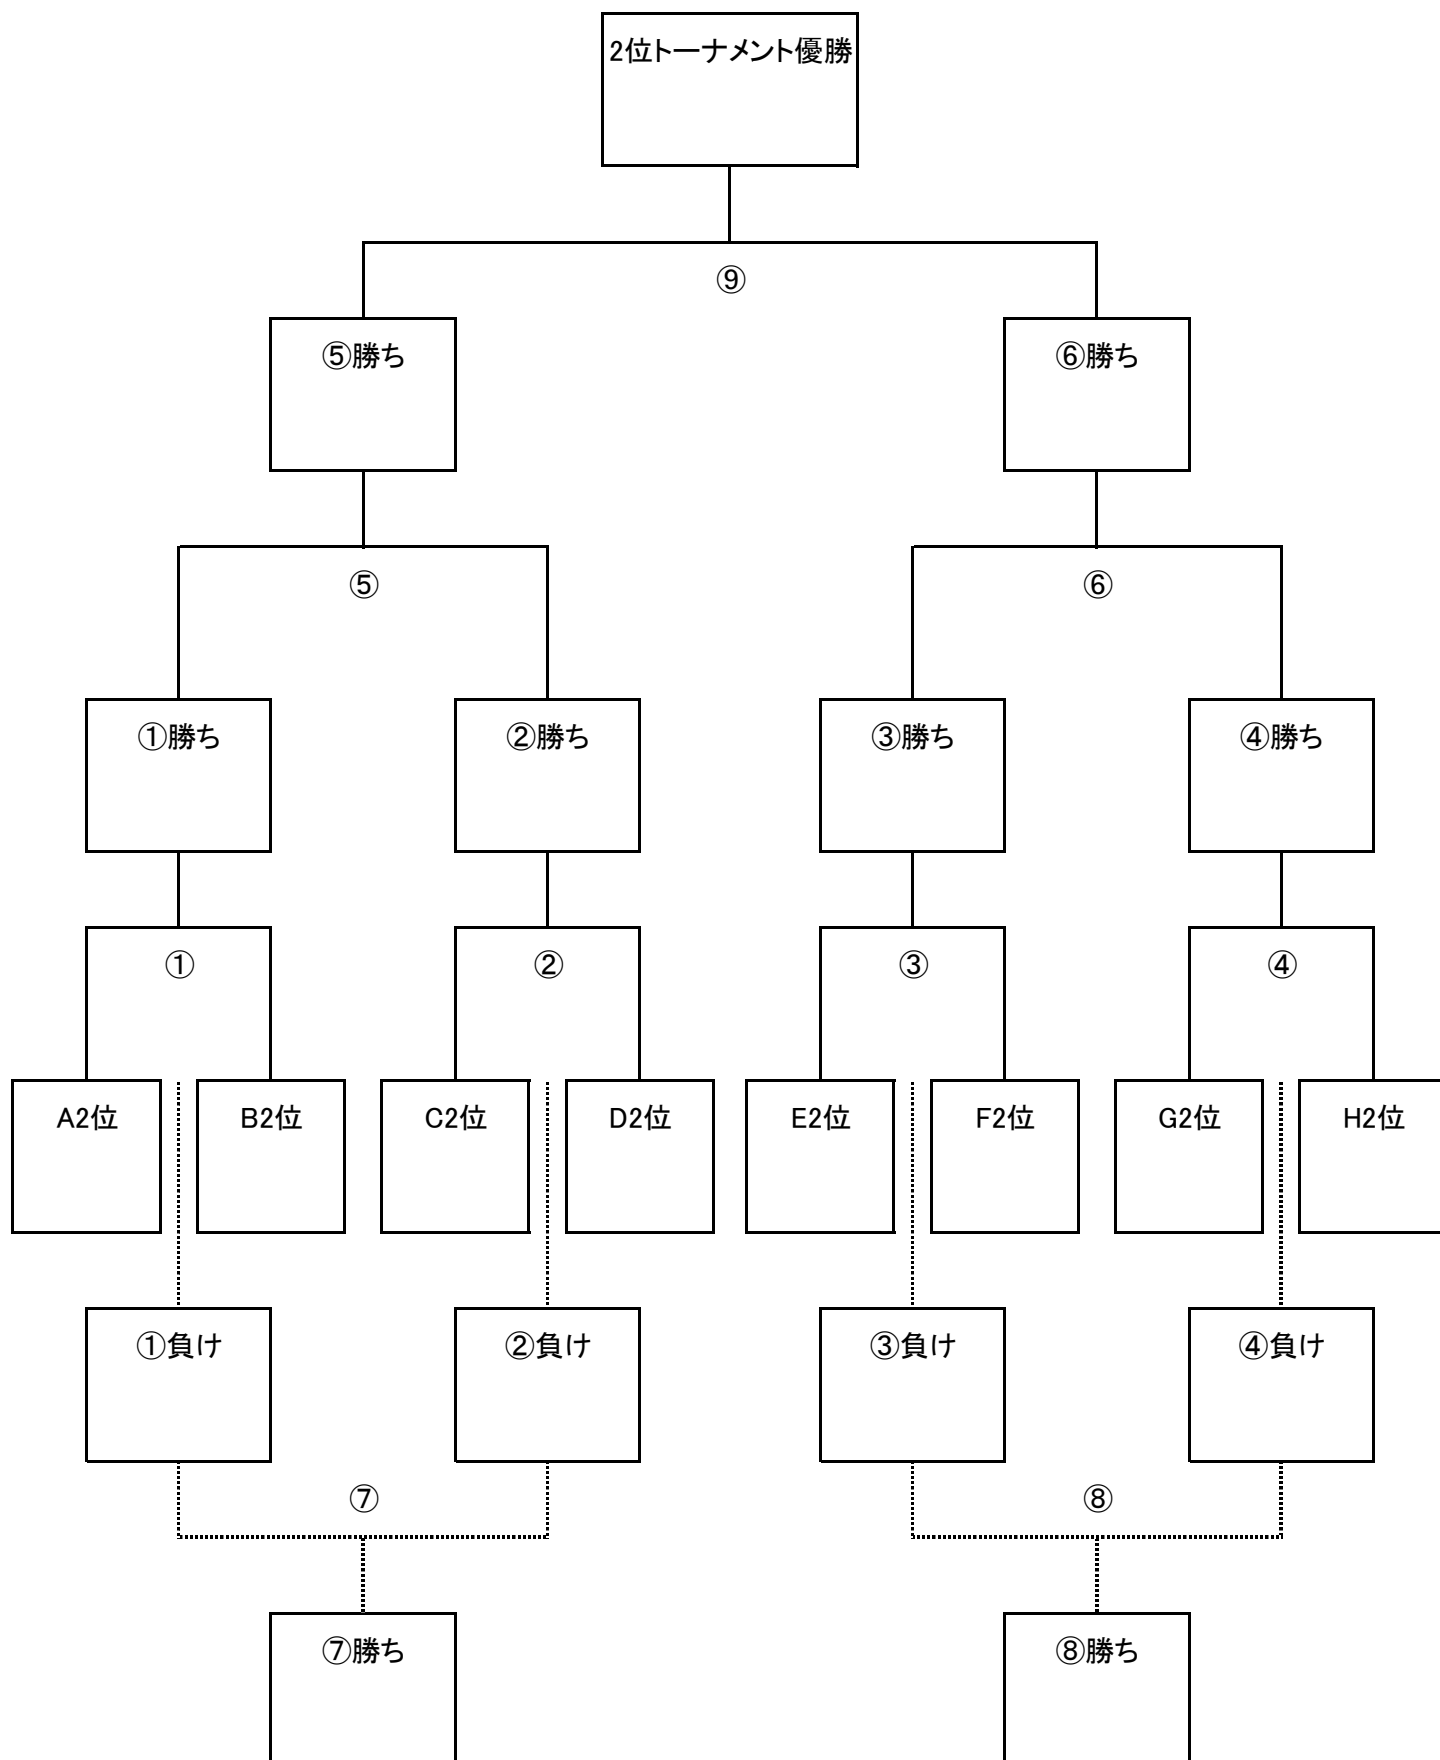 2位トーナメント優勝
⑨
⑤勝ち
⑥勝ち
⑤
⑥
①勝ち
②勝ち
③勝ち
④勝ち
①
②
③
④
A2位
B2位
C2位
D2位
E2位
F2位
G2位
H2位
①負け
②負け
③負け
④負け
⑦
⑧
⑦勝ち
⑧勝ち